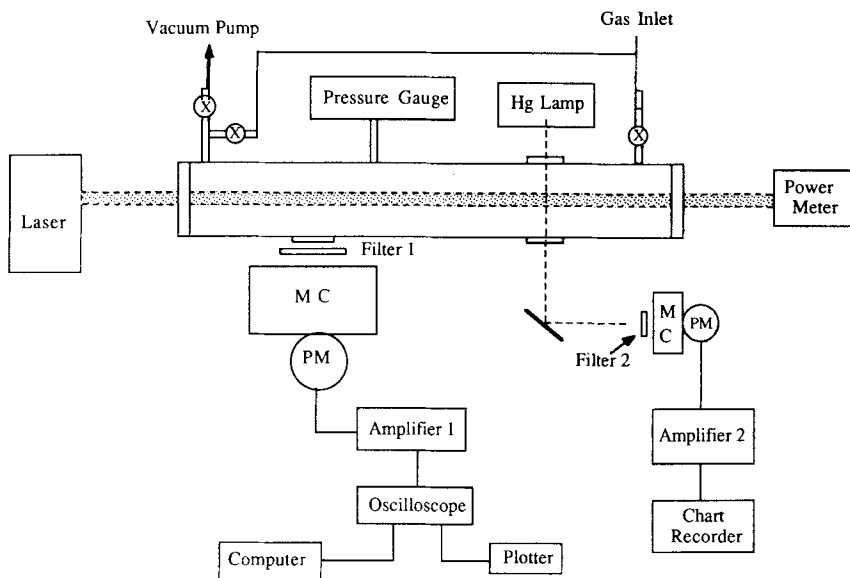 Vacuum Pump
Gas Inlet
X
X
Pressure Gauge
Hg Lamp
X
Laser
Power
Meter
Filter 1
M C
PM
M
C
PM
Filter 2
Amplifier 1
Amplifier 2
Oscilloscope
Chart
Recorder
Computer
Plotter